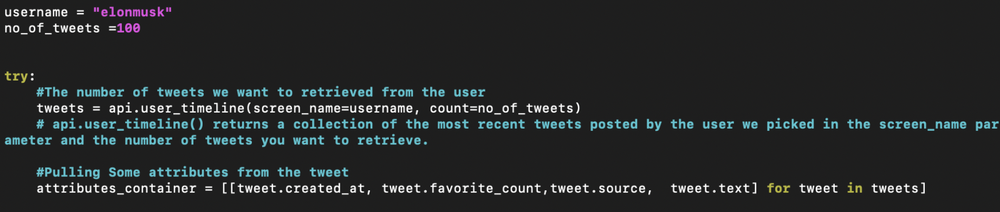 username = "elonmusk"
no_of_tweets =100
try:
    #The number of tweets we want to retrieved from the user
    tweets = api.user_timeline(screen_name=username, count=no_of_tweets)
    # api.user_timeline() returns a collection of the most recent tweets posted by the user we picked in the screen_name par
ameter and the number of tweets you want to retrieve.
    #Pulling Some attributes from the tweet
    attributes_container = [[tweet.created_at, tweet.favorite_count,tweet.source,  tweet.text] for tweet in tweets]